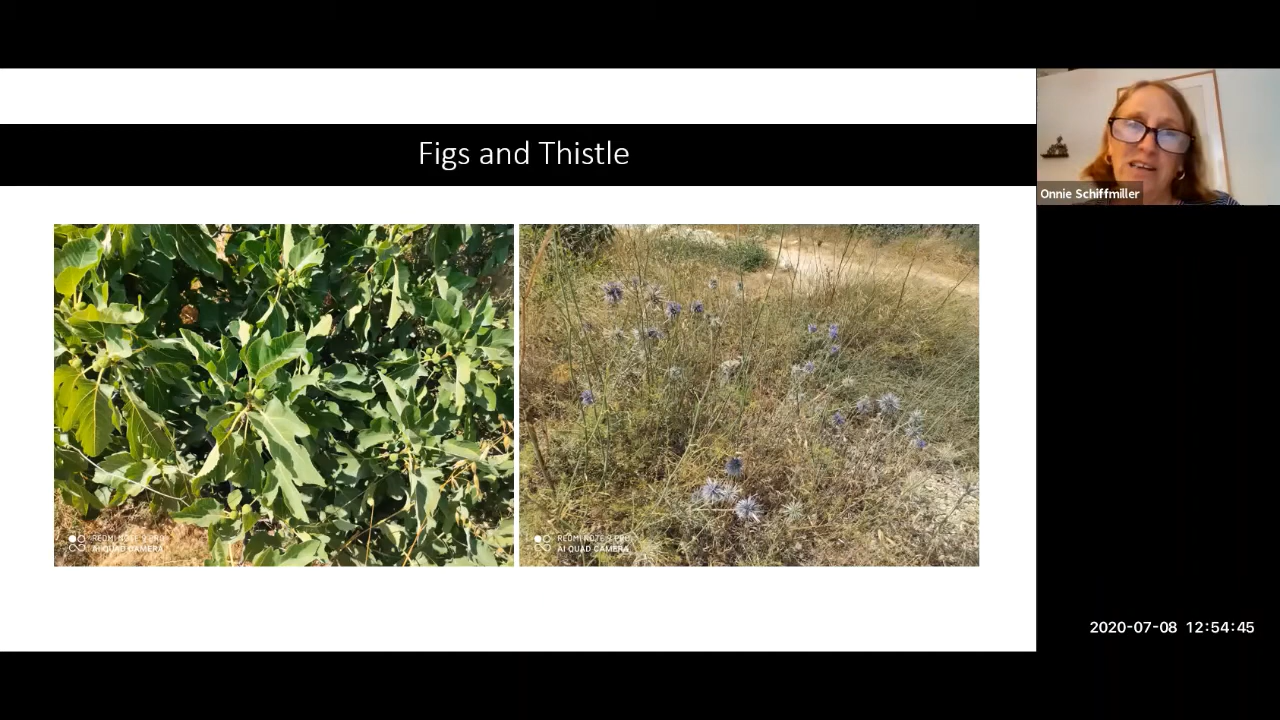 Figs and Thistle
Onnie Schiffmiller
REDMI NOTE 9 PRO
AI QUAD CAMERA
REDMI NOTE 9 PRO
AI QUAD CAMERA
2020-07-08 12:54:45